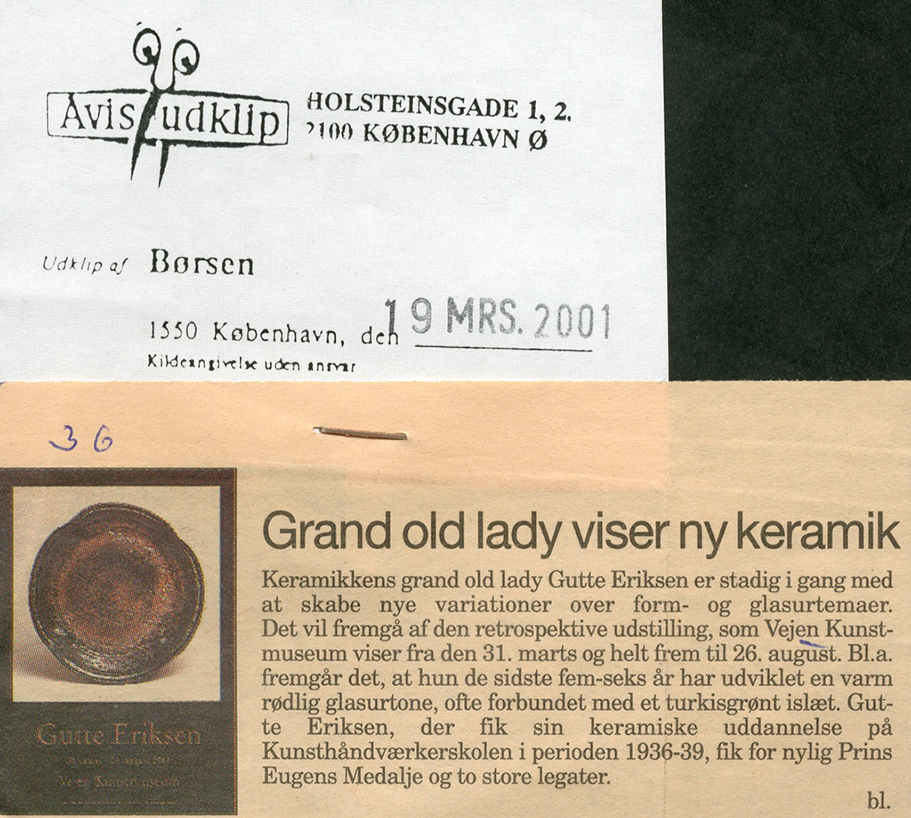 Avis udklip
HOLSTEINSGADE 1, 2.
2100 KØBENHAVN Ø
Udklip af Børsen
1550 København, den 19 MRS. 2001
Kildeangivelse uden ansvar
36
Grand old lady viser ny keramik
Keramikkens grand old lady Gutte Eriksen er stadig i gang med
at skabe nye variationer over form- og glasurtemaer.
Det vil fremgå af den retrospektive udstilling, som Vejen Kunst-
museum viser fra den 31. marts og helt frem til 26. august. Bl.a.
fremgår det, at hun de sidste fem-seks år har udviklet en varm
rødlig glasurtone, ofte forbundet med et turkisgrønt islæt. Gut-
te Eriksen, der fik sin keramiske uddannelse på
Kunsthåndværkerskolen i perioden 1936-39, fik for nylig Prins
Eugens Medalje og to store legater.
bl.
Gutte Eriksen
Vejen Kunstmuseum